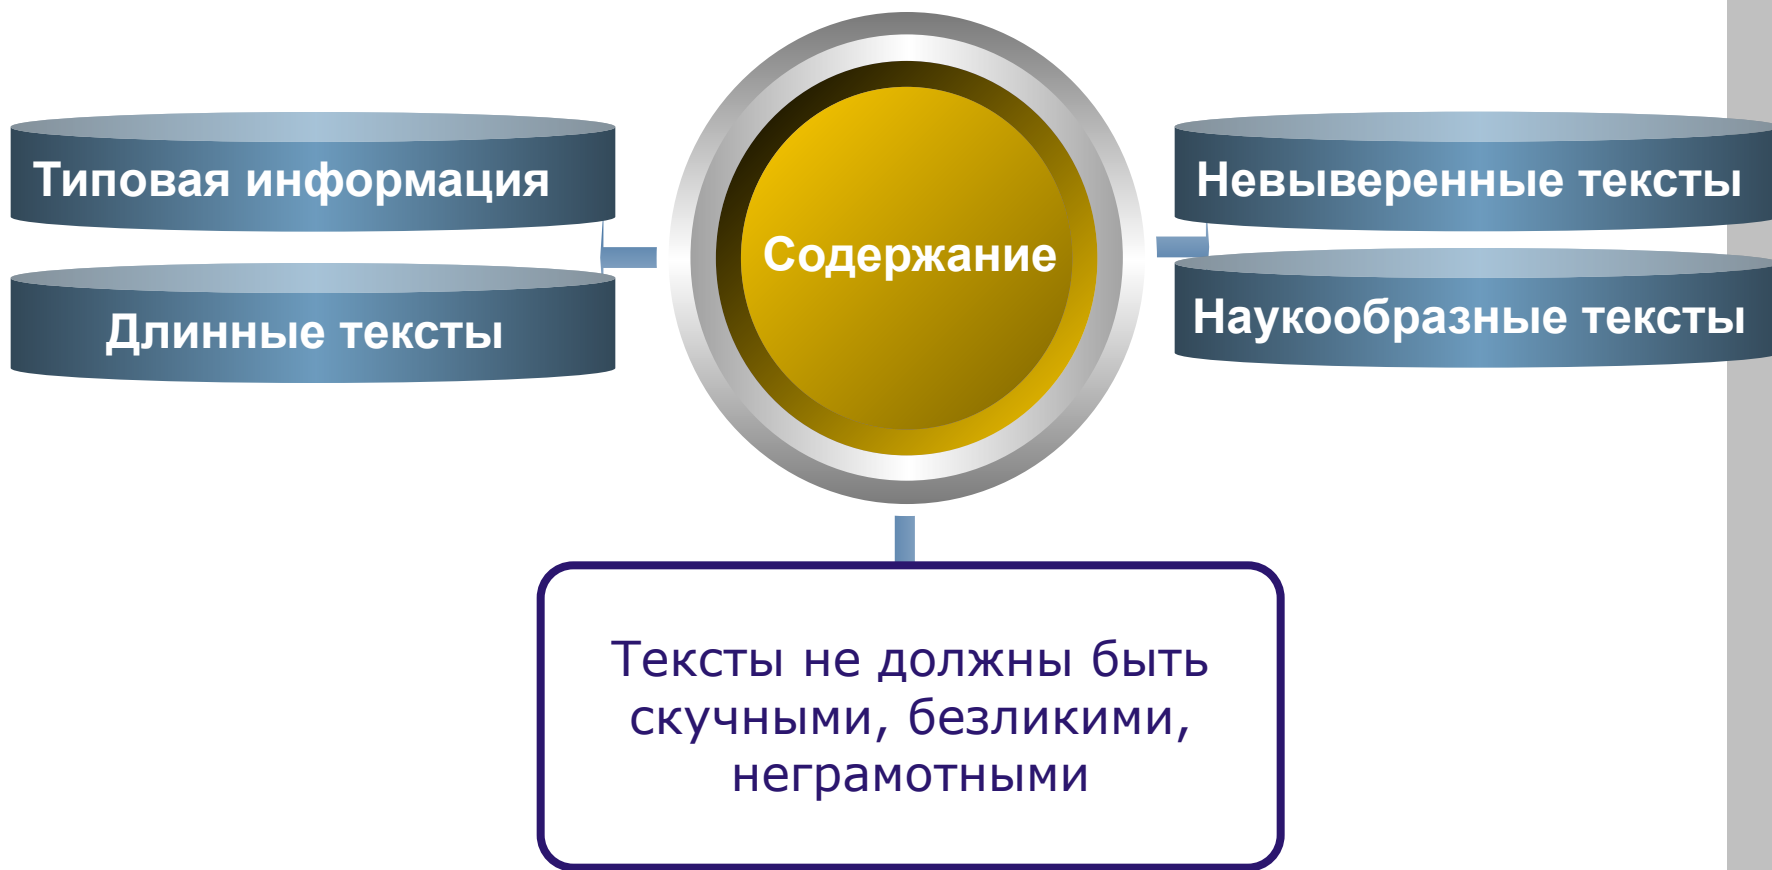 Типовая информация
Длинные тексты
Содержание
Невыверенные тексты
Наукообразные тексты
Тексты не должны быть
скучными, безликими,
неграмотными